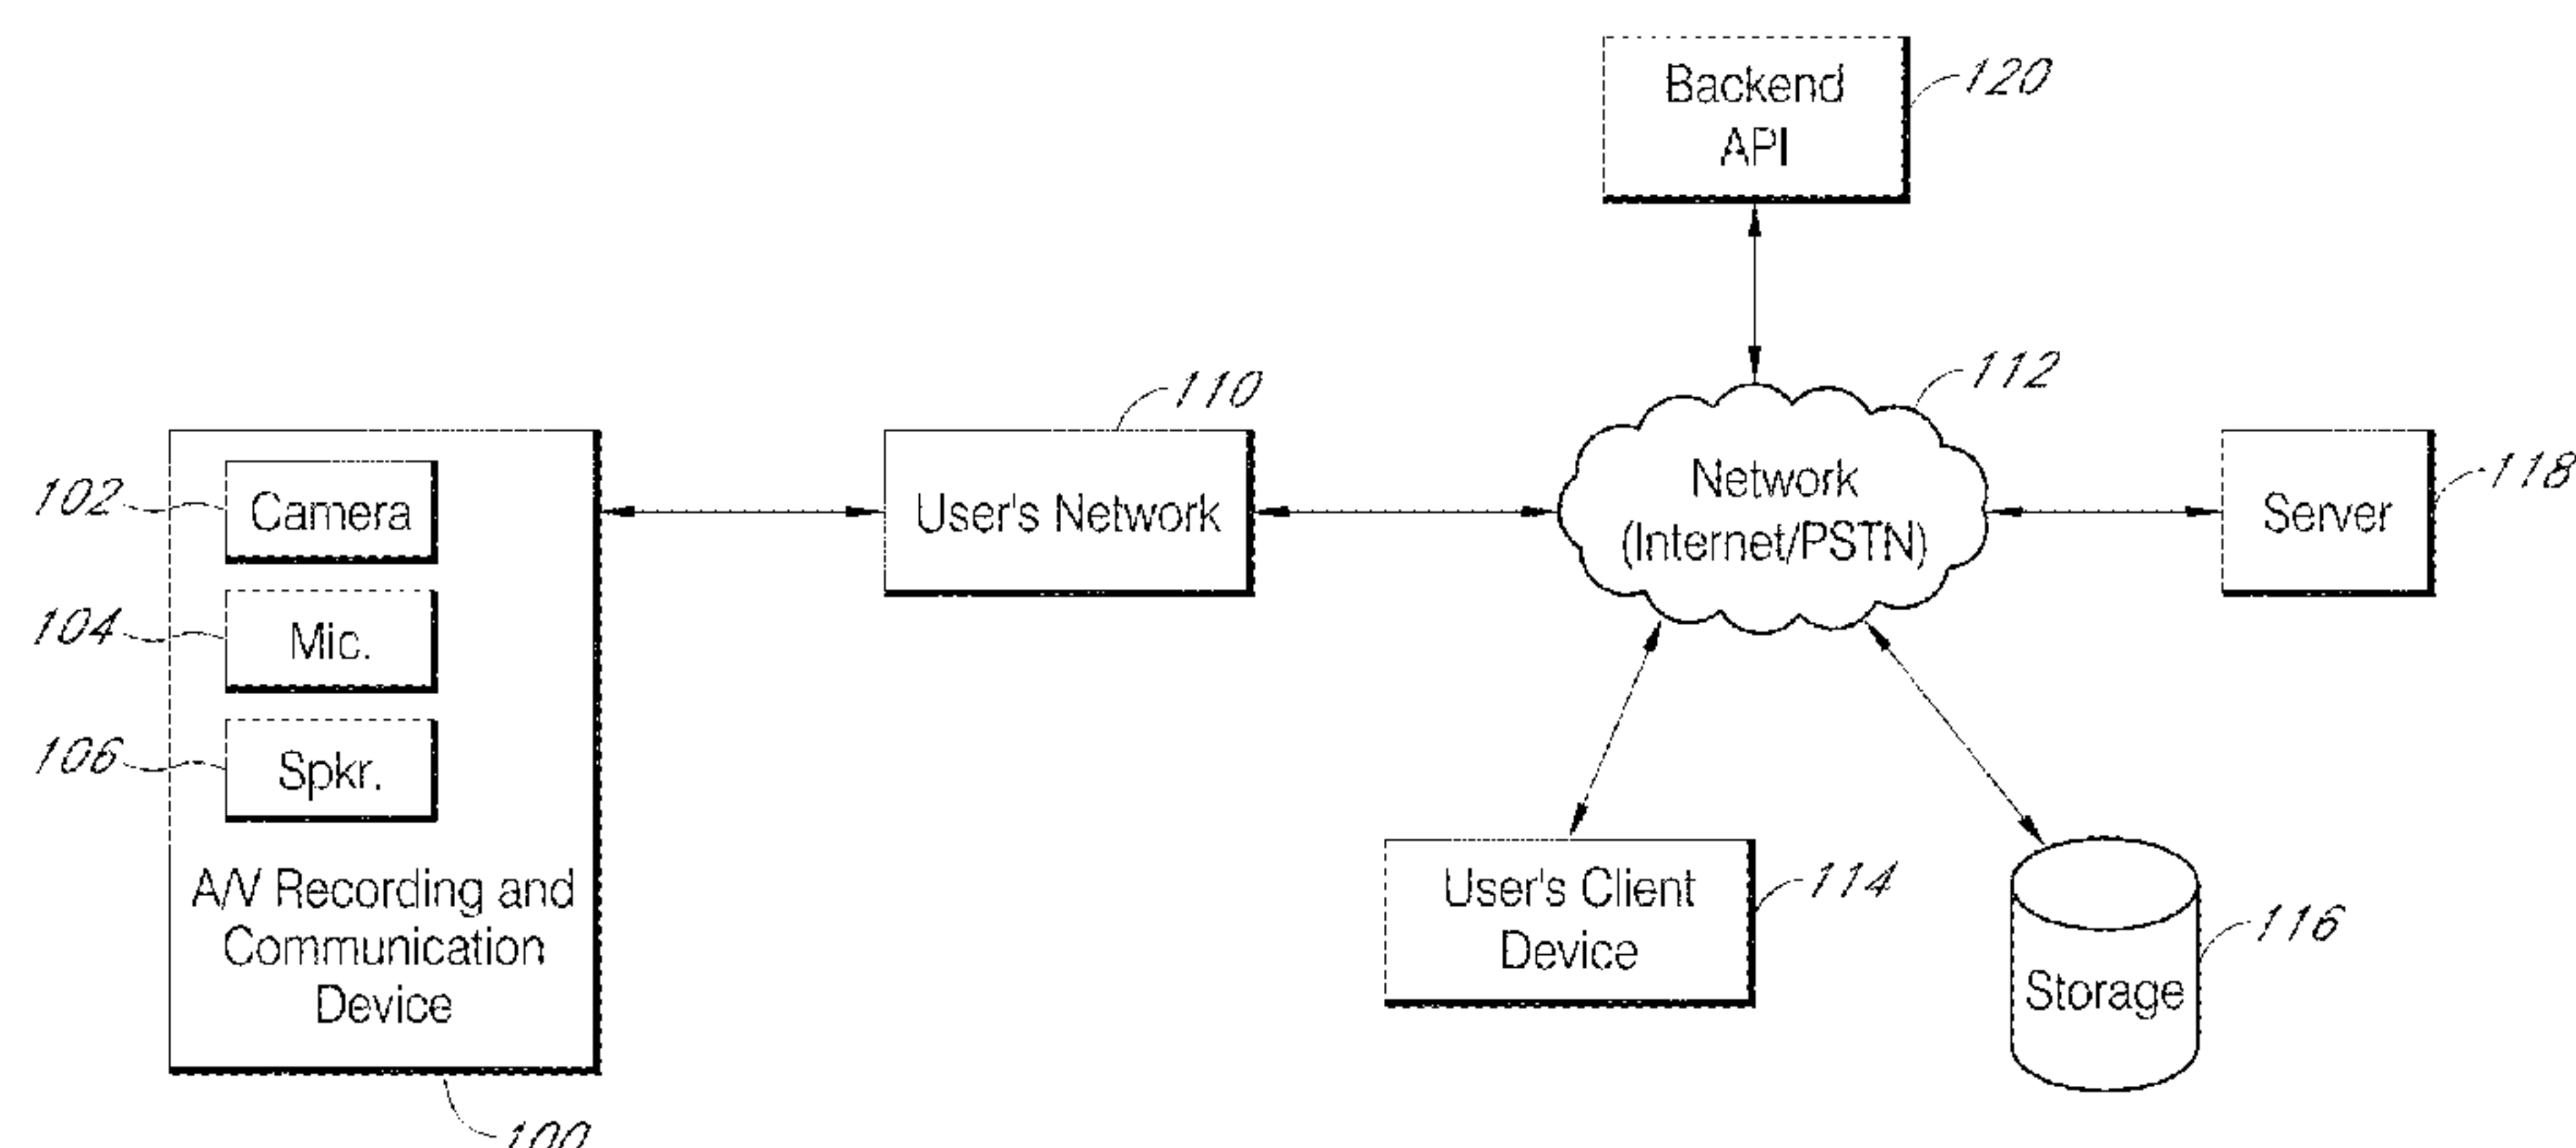 Backend
API
120
110
112
102
Camera
User's Network
Network
(Internet/PSTN)
Server
118
104
Mic.
106
Spkr.
A/V Recording and
Communication
Device
User's Client
Device
114
116
Storage
100